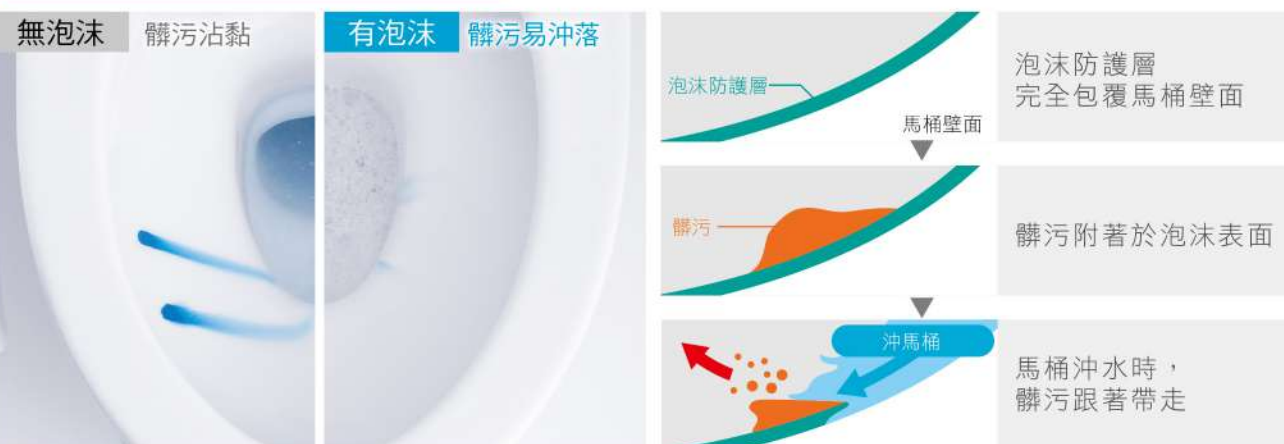 無泡沫
髒污沾黏
有泡沫
髒污易沖落
泡沫防護層
馬桶壁面
泡沫防護層
完全包覆馬桶壁面
髒污
髒污附著於泡沫表面
沖馬桶
馬桶沖水時，
髒污跟著帶走